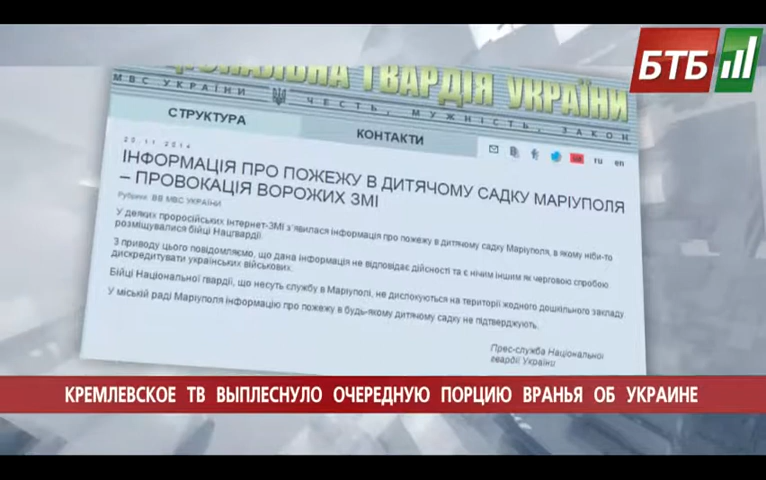 БТБ
НАЦІОНАЛЬНА ГВАРДІЯ УКРАЇНИ
МВС УКРАЇНИ ЧЕСТЬ, МУЖНІСТЬ, ЗАКОН
СТРУКТУРА КОНТАКТИ
ua ru en
20.11.2014
ІНФОРМАЦІЯ ПРО ПОЖЕЖУ В ДИТЯЧОМУ САДКУ МАРІУПОЛЯ
– ПРОВОКАЦІЯ ВОРОЖИХ ЗМІ
Рубрики: ВВ МВС УКРАЇНИ
У деяких проросійських Інтернет-ЗМІ з'явилася інформація про пожежу в дитячому садку Маріуполя, в якому ніби-то
розміщувалися бійці Нацгвардії.
З приводу цього повідомляємо, що дана інформація не відповідає дійсності та є нічим іншим як черговою спробою
дискредитувати українських військових.
Бійці Національної гвардії, що несуть службу в Маріуполі, не дислокуються на території жодного дошкільного закладу
У міській раді Маріуполя інформацію про пожежу в будь-якому дитячому садку не підтверджують.
Прес-служба Національної
гвардії України
КРЕМЛЕВСКОЕ ТВ ВЫПЛЕСНУЛО ОЧЕРЕДНУЮ ПОРЦИЮ ВРАНЬЯ ОБ УКРАИНЕ